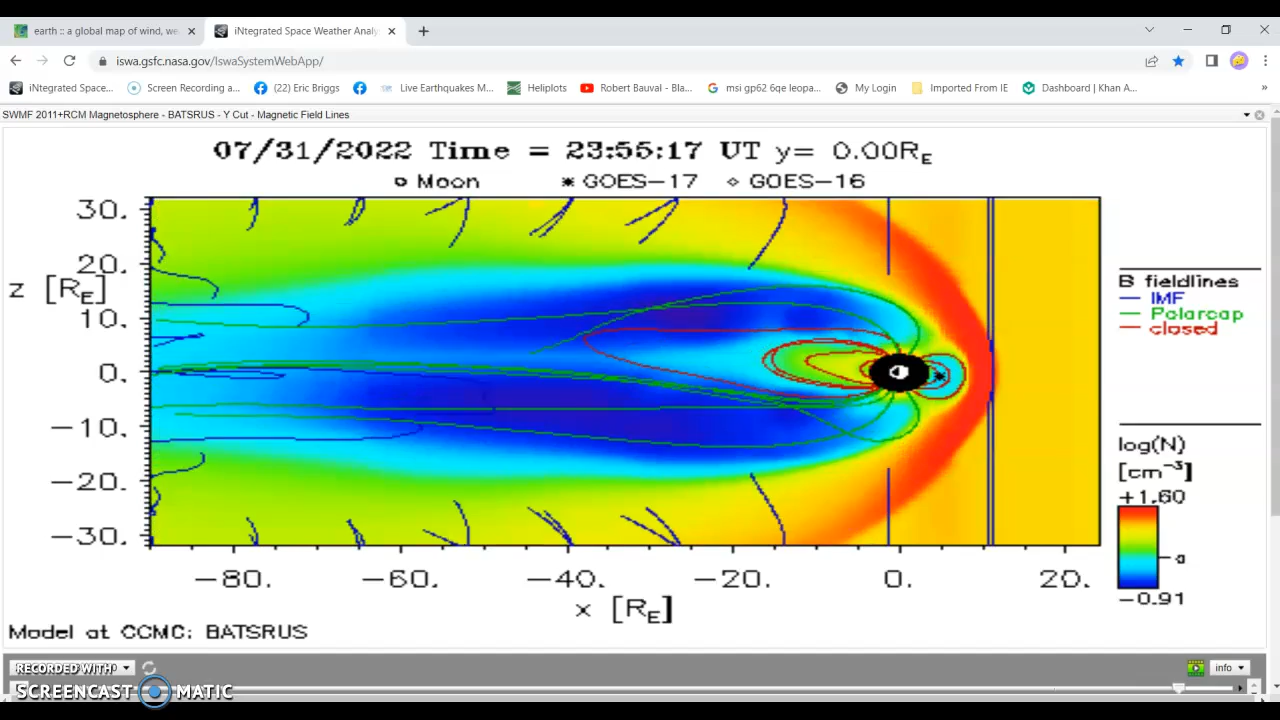 earth :: a global map of wind, we
iNtegrated Space Weather Analy
iswa.gsfc.nasa.gov/IswaSystemWebApp/
iNtegrated Space... Screen Recording a... (22) Eric Briggs Live Earthquakes M... Heliplots Robert Bauval - Bla... msi gp62 6qe leopa... My Login Imported From IE Dashboard | Khan A... »
SWMF 2011+RCM Magnetosphere - BATSRUS - Y Cut - Magnetic Field Lines
07/31/2022 Time = 23:55:17 UT y= 0.00RE
Moon GOES-17 GOES-16
30.
20.
z [RE]
10.
0.
-10.
-20.
-30.
-80. -60. -40. -20. 0. 20.
x [RE]
B fieldlines
IMF
Polarcap
closed
log(N)
[cm-3]
+1.60
-0.91
Model at CCMC: BATSRUS
RECORDED WITH
info
SCREENCAST MATIC